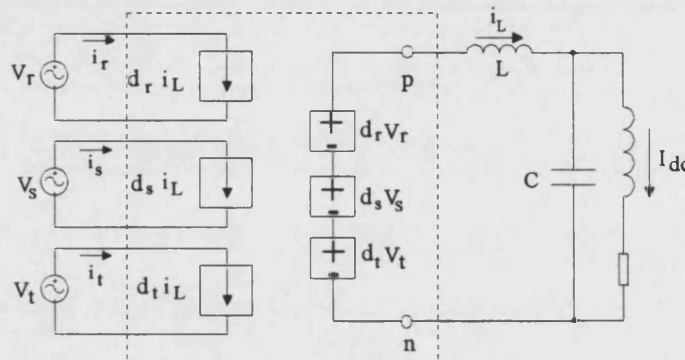 V_r
i_r
d_r i_L
V_s
i_s
d_s i_L
V_t
i_t
d_t i_L
d_r V_r
d_s V_s
d_t V_t
p
n
i_L
L
C
I_dc